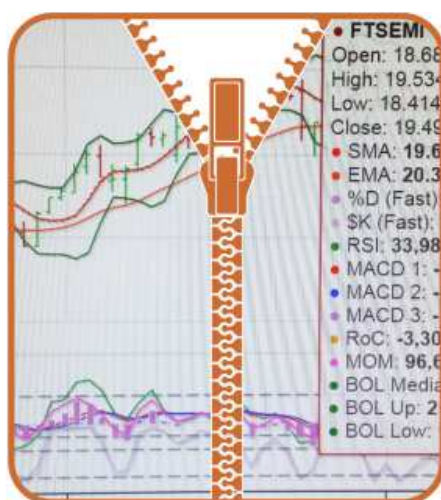 FTSEMI
Open: 18.68
High: 19.534
Low: 18.414
Close: 19.49
SMA: 19.6
EMA: 20.3
%D (Fast)
$K (Fast):
RSI: 33,98
MACD 1: -
MACD 2: -
MACD 3: -
RoC: -3,30
MOM: 96,6
BOL Media
BOL Up: 2
BOL Low: